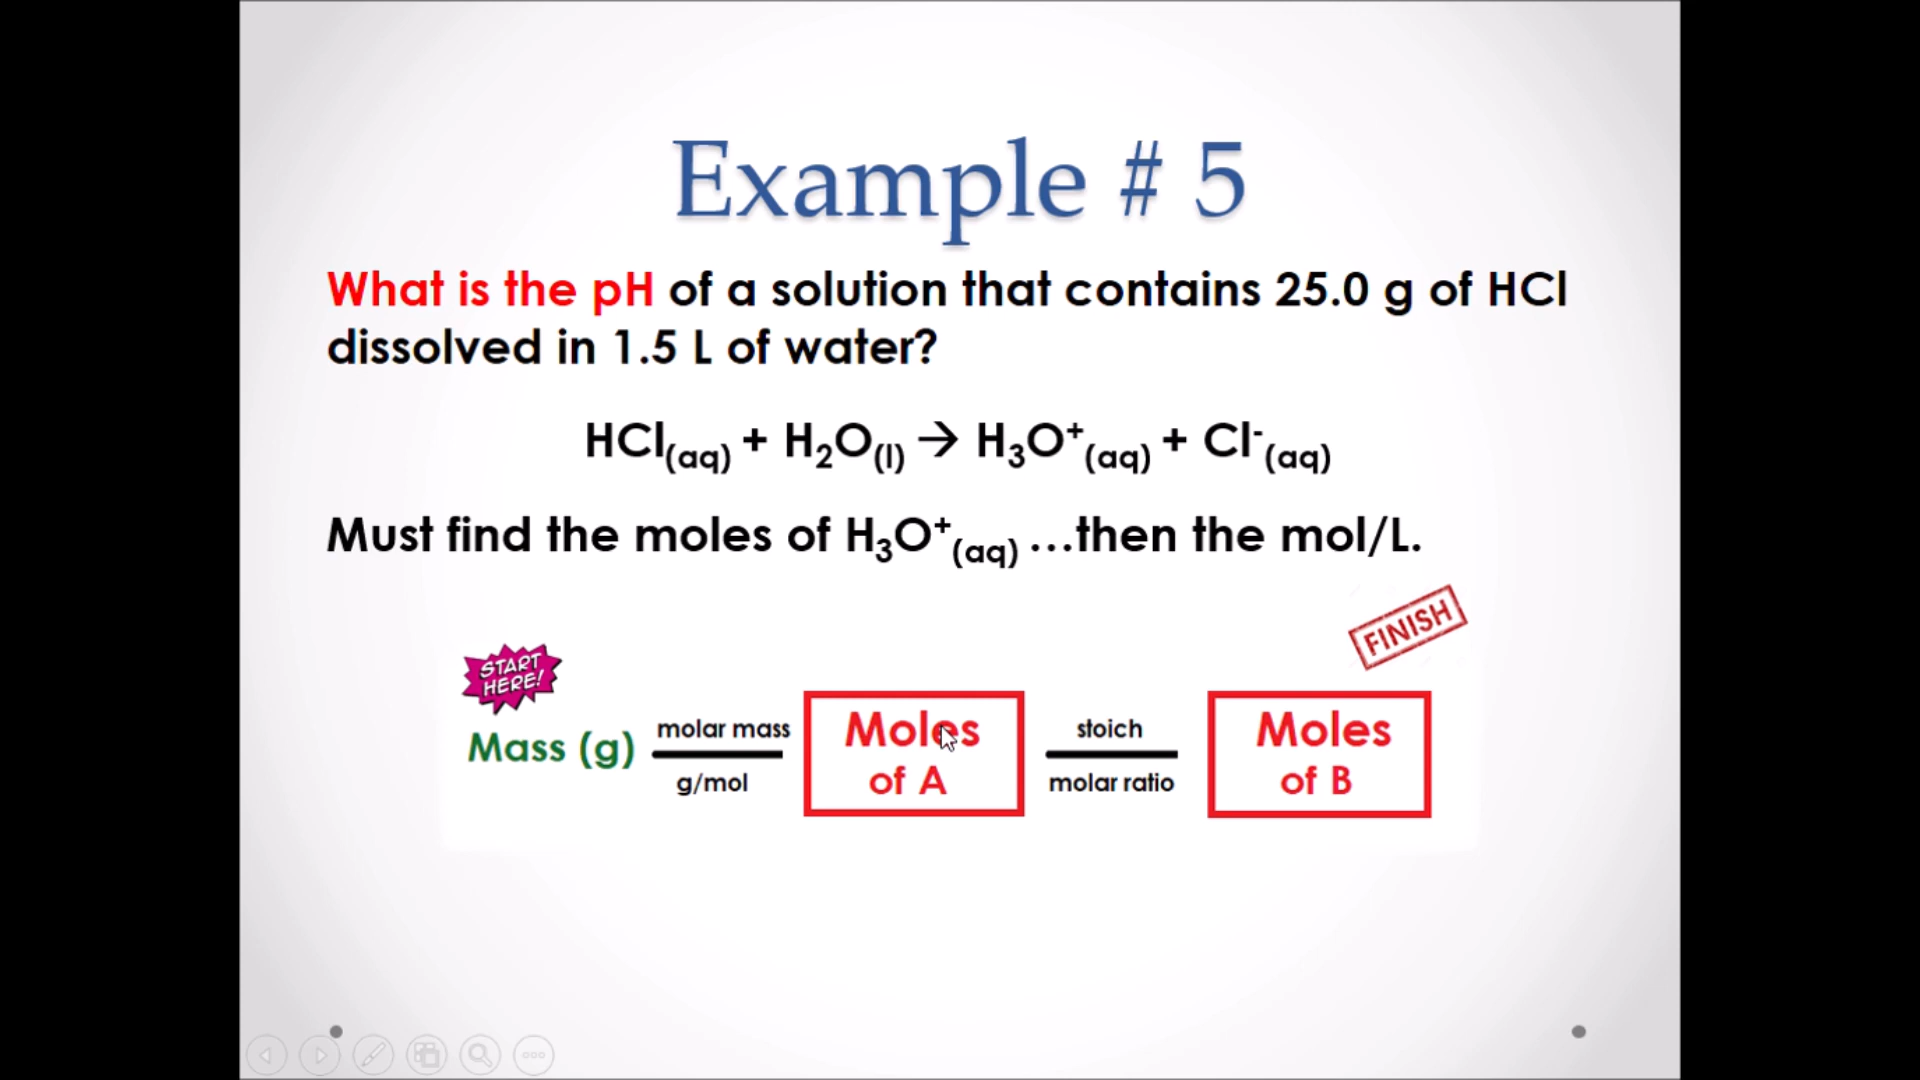 Example # 5
What is the pH of a solution that contains 25.0 g of HCl
dissolved in 1.5 L of water?
HCl(aq) + H₂O(l) → H₃O⁺(aq) + Cl⁻(aq)
Must find the moles of H₃O⁺(aq) …then the mol/L.
FINISH
START
HERE!
Mass (g)
molar mass
g/mol
Moles
of A
stoich
molar ratio
Moles
of B